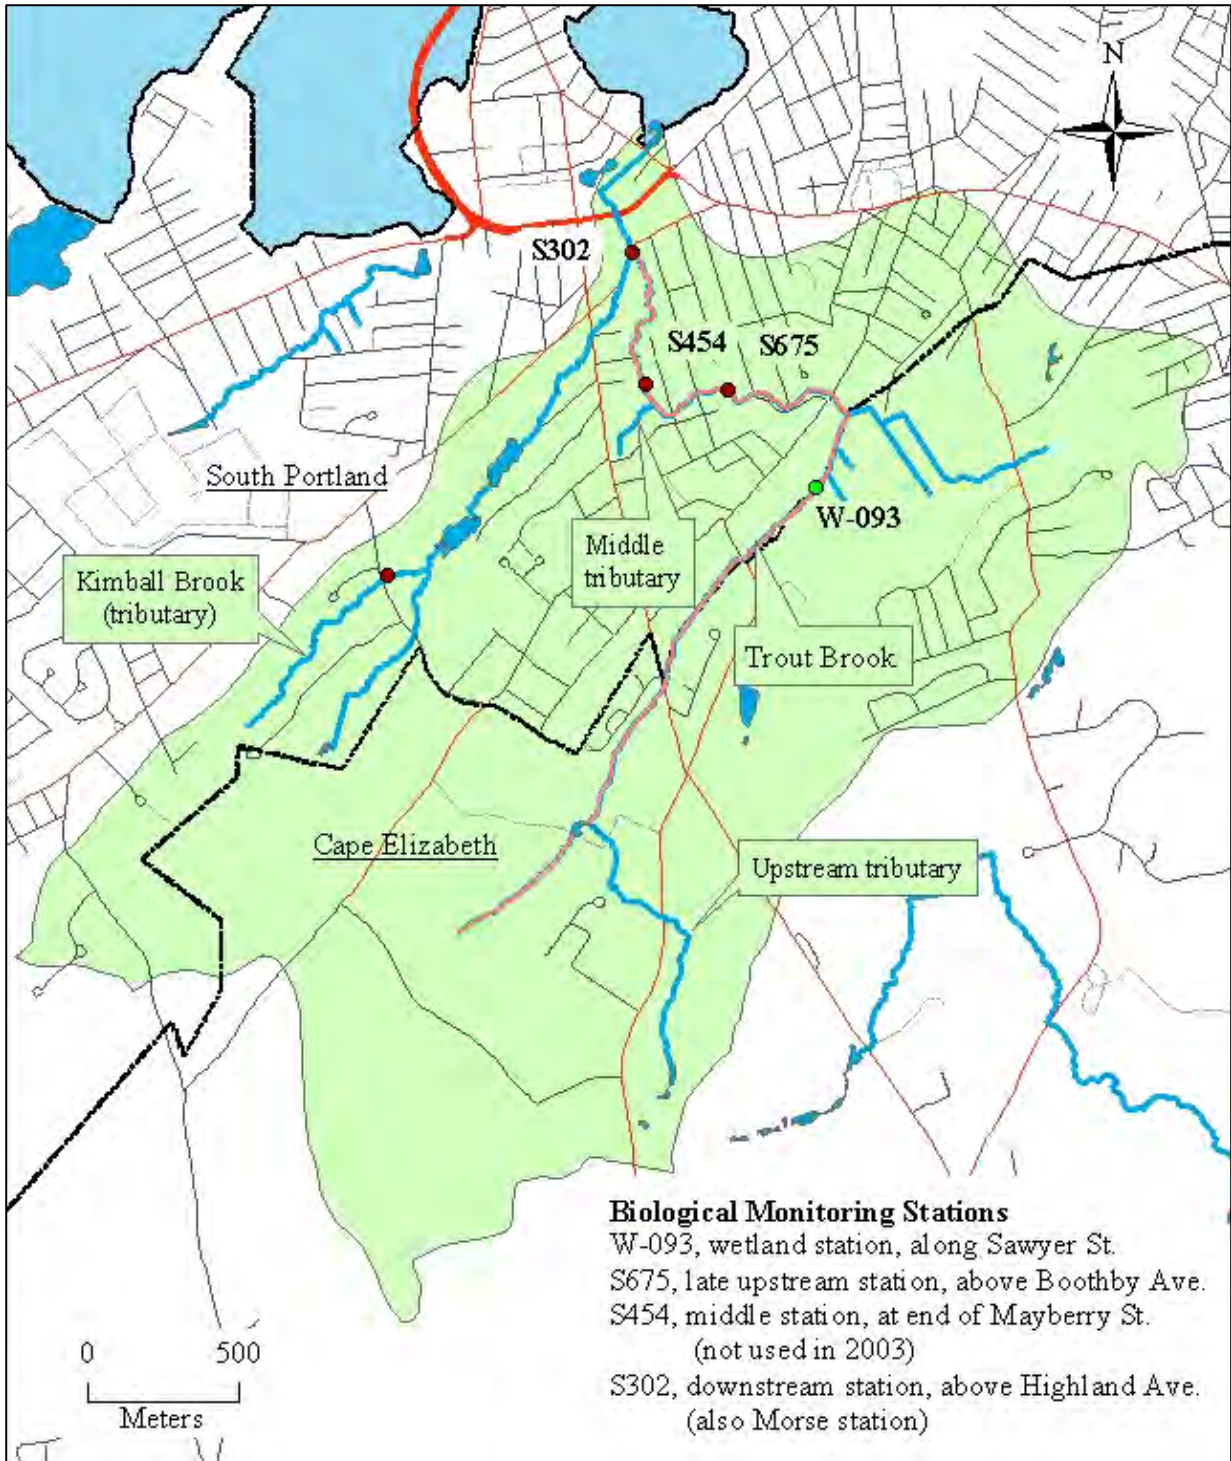 N
S302
S454
S675
South Portland
W-093
Middle
tributary
Kimball Brook
(tributary)
Trout Brook
Cape Elizabeth
Upstream tributary
Biological Monitoring Stations
W-093, wetland station, along Sawyer St.
S675, late upstream station, above Boothby Ave.
S454, middle station, at end of Mayberry St.
(not used in 2003)
S302, downstream station, above Highland Ave.
(also Morse station)
0 500
Meters